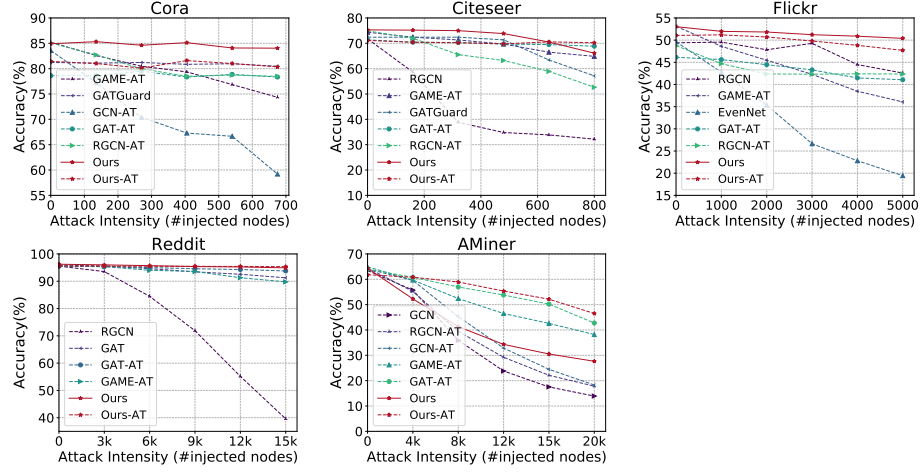 Cora
Accuracy(%)
85
90
80
75
70
65
60
55
GAME-AT
GATGuard
GCN-AT
GAT-AT
RGCN-AT
Ours
Ours-AT
0 100 200 300 400 500 600 700
Attack Intensity (#injected nodes)
Citeseer
Accuracy(%)
80
70
60
50
40
30
20
10
RGCN
GAME-AT
GATGuard
GAT-AT
RGCN-AT
Ours
Ours-AT
0 200 400 600 800
Attack Intensity (#injected nodes)
Flickr
Accuracy(%)
55
50
45
40
35
30
25
20
15
RGCN
GAME-AT
EvenNet
GAT-AT
RGCN-AT
Ours
Ours-AT
0 1000 2000 3000 4000 5000
Attack Intensity (#injected nodes)
Reddit
Accuracy(%)
100
90
80
70
60
50
40
RGCN
GAT
GAT-AT
GAME-AT
Ours
Ours-AT
0 3k 6k 9k 12k 15k
Attack Intensity (#injected nodes)
AMiner
Accuracy(%)
70
60
50
40
30
20
10
0
GCN
RGCN-AT
GCN-AT
GAME-AT
GAT-AT
Ours
Ours-AT
0 4k 8k 12k 15k 20k
Attack Intensity (#injected nodes)